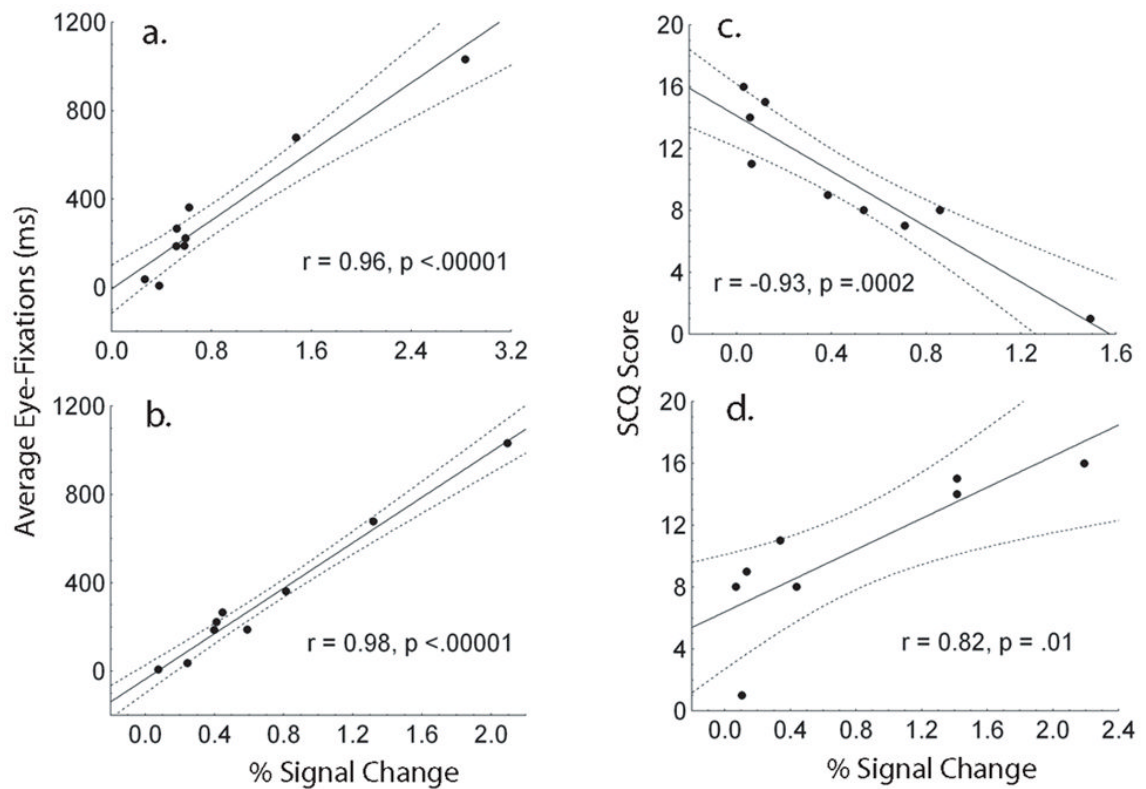 a.
1200
800
400
0
0.0 0.8 1.6 2.4 3.2
r = 0.96, p <.00001
b.
1200
800
400
0
0.0 0.4 0.8 1.2 1.6 2.0
r = 0.98, p <.00001
Average Eye-Fixations (ms)
% Signal Change
c.
20
16
12
8
4
0
0.0 0.4 0.8 1.2 1.6
r = -0.93, p =.0002
d.
20
16
12
8
4
0
0.0 0.4 0.8 1.2 1.6 2.0 2.4
r = 0.82, p = .01
SCQ Score
% Signal Change